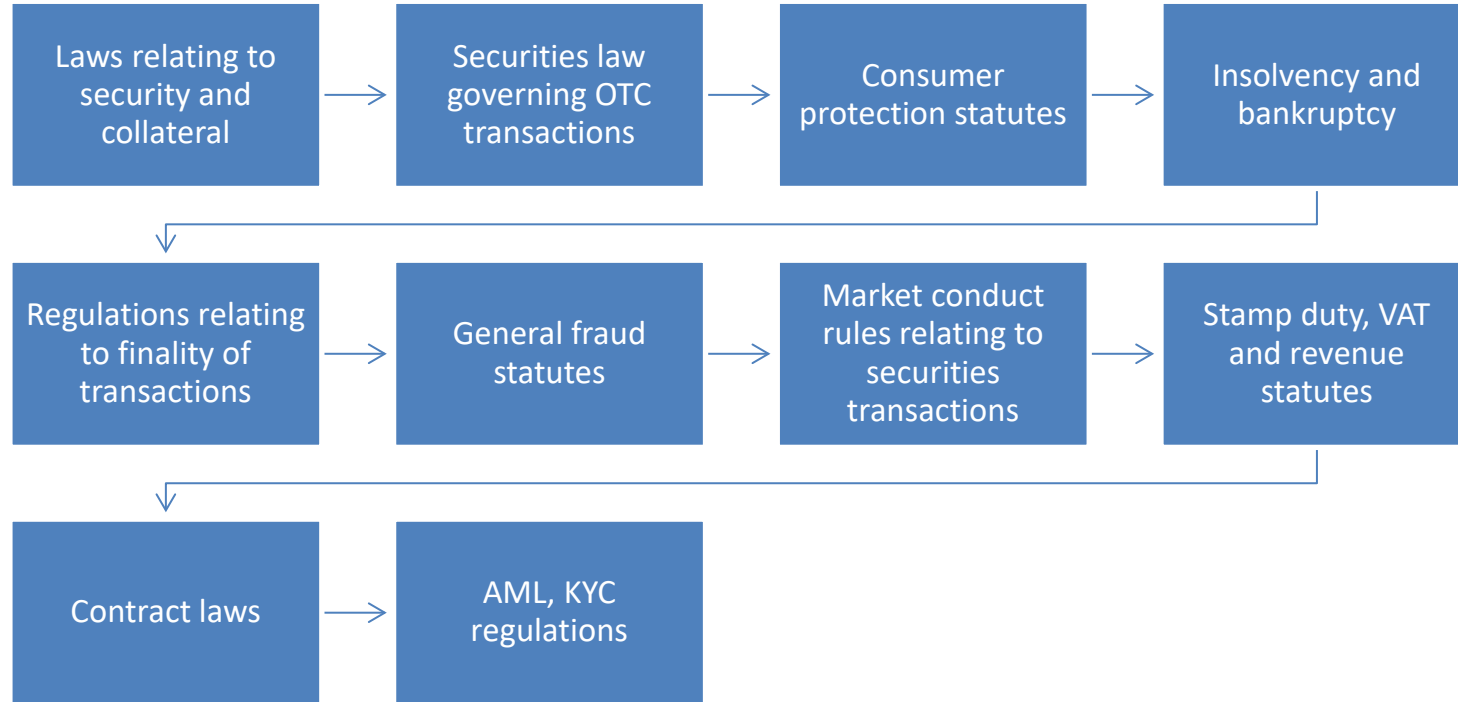 Laws relating to
security and
collateral
Securities law
governing OTC
transactions
Consumer
protection statutes
Insolvency and
bankruptcy
Regulations relating
to finality of
transactions
General fraud
statutes
Market conduct
rules relating to
securities
transactions
Stamp duty, VAT
and revenue
statutes
Contract laws
AML, KYC
regulations